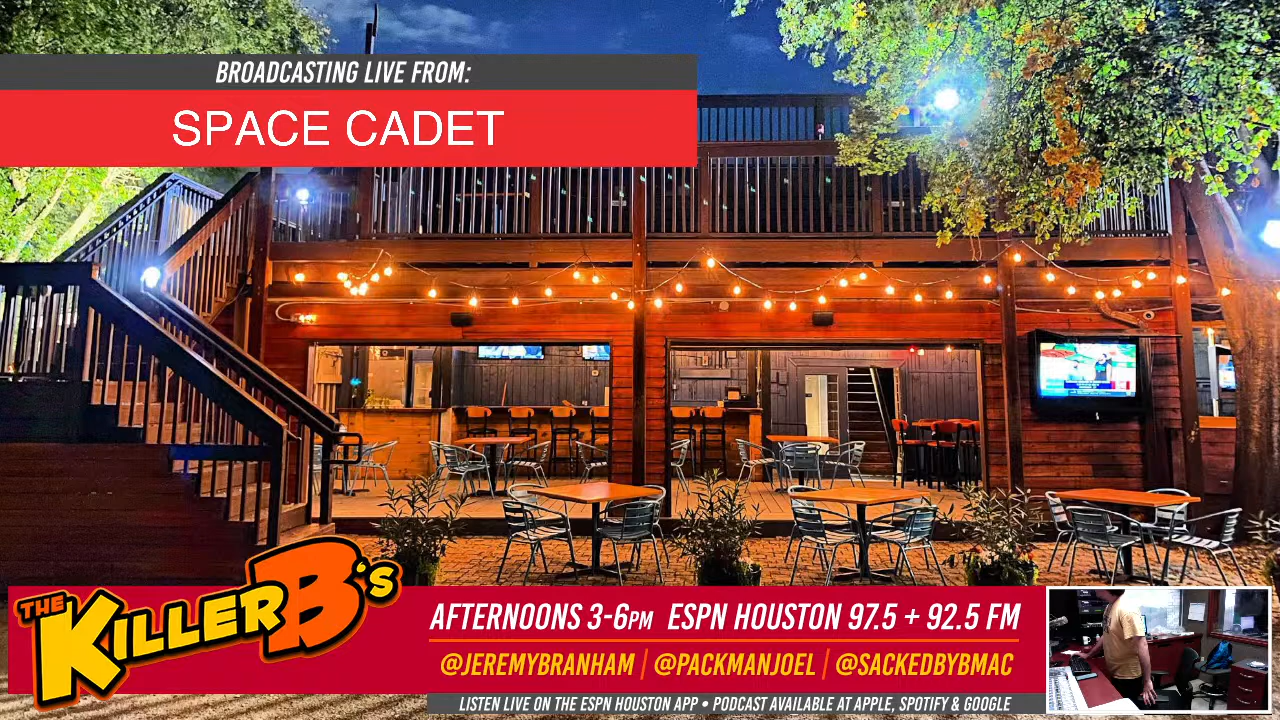 BROADCASTING LIVE FROM:
SPACE CADET
THE KILLER B'S
AFTERNOONS 3-6PM ESPN HOUSTON 97.5 + 92.5 FM
@JEREMYBRANHAM | @PACKMANJOEL | @SACKEDBYBMAC
LISTEN LIVE ON THE ESPN HOUSTON APP • PODCAST AVAILABLE AT APPLE, SPOTIFY & GOOGLE